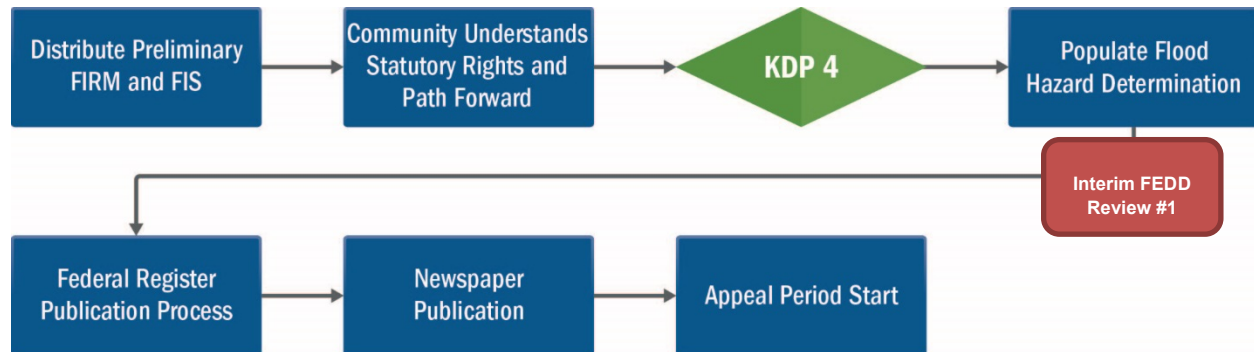 Distribute Preliminary
FIRM and FIS
Community Understands
Statutory Rights and
Path Forward
KDP 4
Populate Flood
Hazard Determination
Interim FEDD
Review #1
Federal Register
Publication Process
Newspaper
Publication
Appeal Period Start